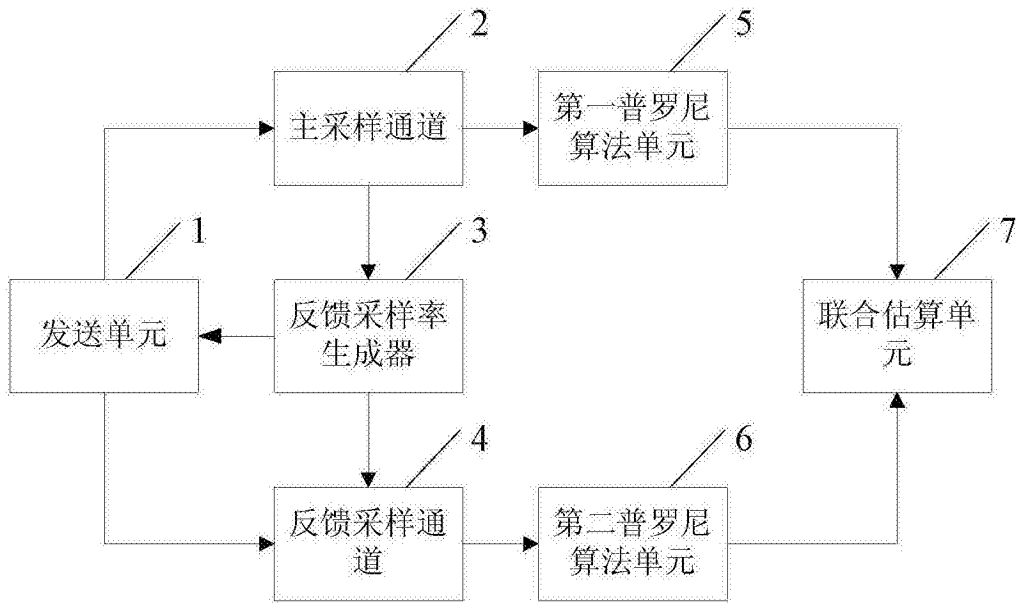 2
5
主采样通道
第一普罗尼
算法单元
1
3
7
发送单元
反馈采样率
生成器
联合估算单
元
4
6
反馈采样通
道
第二普罗尼
算法单元